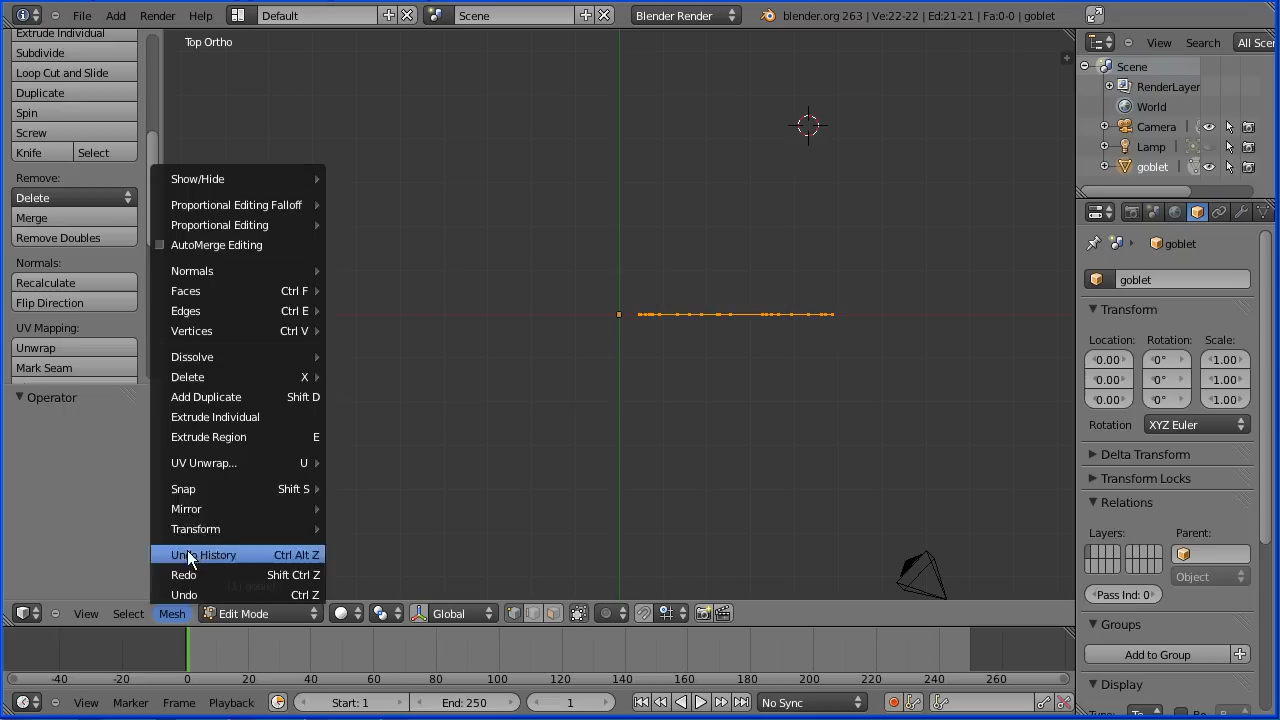 File Add Render Help Default Scene Blender Render blender.org 263 | Ve:22-22 | Ed:21-21 | Fa:0-0 | goblet
Extrude Individual
Subdivide
Loop Cut and Slide
Duplicate
Spin
Screw
Knife Select
Remove:
Delete
Merge
Remove Doubles
Normals:
Recalculate
Flip Direction
UV Mapping:
Unwrap
Mark Seam
Operator
Top Ortho
Show/Hide
Proportional Editing Falloff
Proportional Editing
AutoMerge Editing
Normals
Faces Ctrl F
Edges Ctrl E
Vertices Ctrl V
Dissolve
Delete X
Add Duplicate Shift D
Extrude Individual
Extrude Region E
UV Unwrap... U
Snap Shift S
Mirror
Transform
Undo History Ctrl Alt Z
Redo Shift Ctrl Z
Undo Ctrl Z
View Select Mesh Edit Mode Global
-40 -20 0 20 40 60 80 100 120 140 160 180 200 220 240 260
View Marker Frame Playback Start: 1 End: 250 1 No Sync
View Search All Sce
Scene
RenderLayer
World
Camera
Lamp
goblet
goblet
goblet
Transform
Location: Rotation: Scale:
0.00 0° 1.00
0.00 0° 1.00
0.00 0° 1.00
Rotation XYZ Euler
Delta Transform
Transform Locks
Relations
Layers: Parent:
Object
Pass Ind: 0
Groups
Add to Group
Display